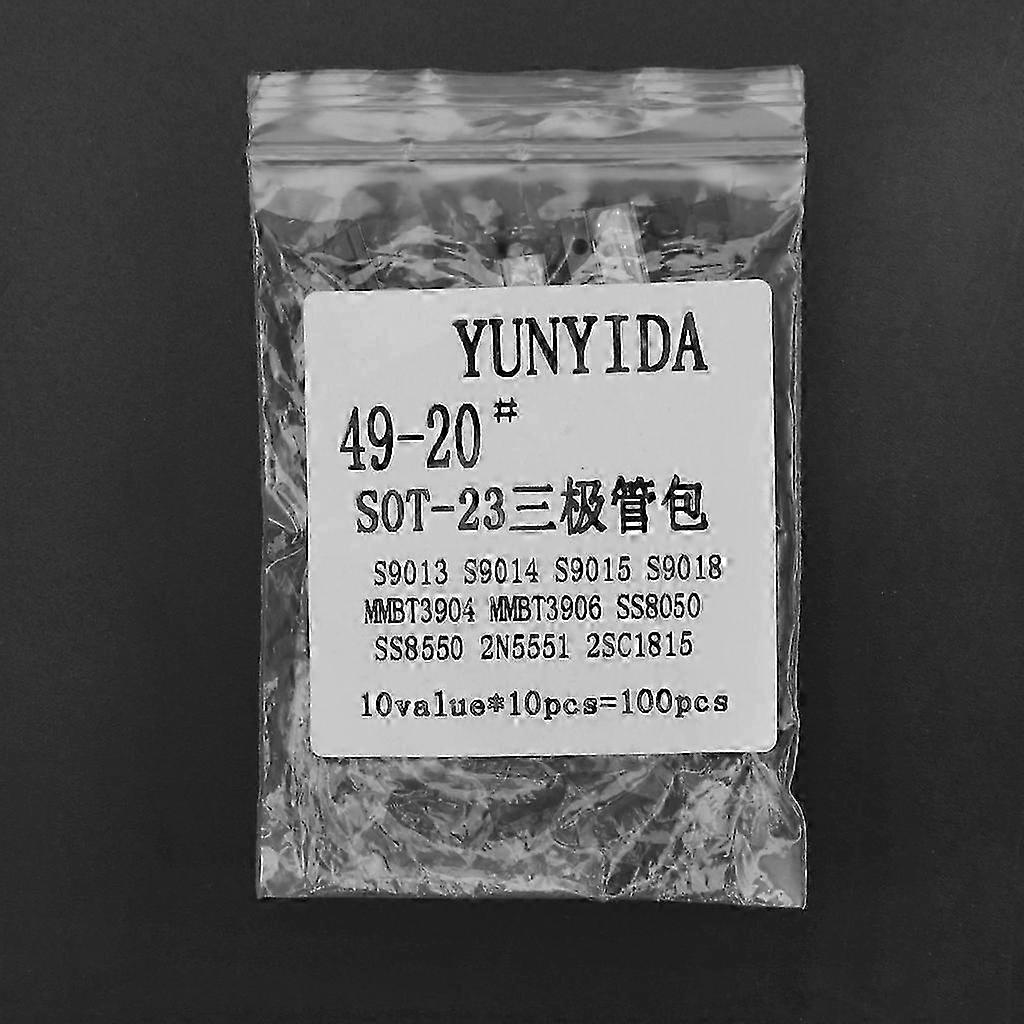 YUNYIDA
49-20#
SOT-23三极管包
S9013 S9014 S9015 S9018
MMBT3904 MMBT3906 SS8050
SS8550 2N5551 2SC1815
10value*10pcs=100pcs